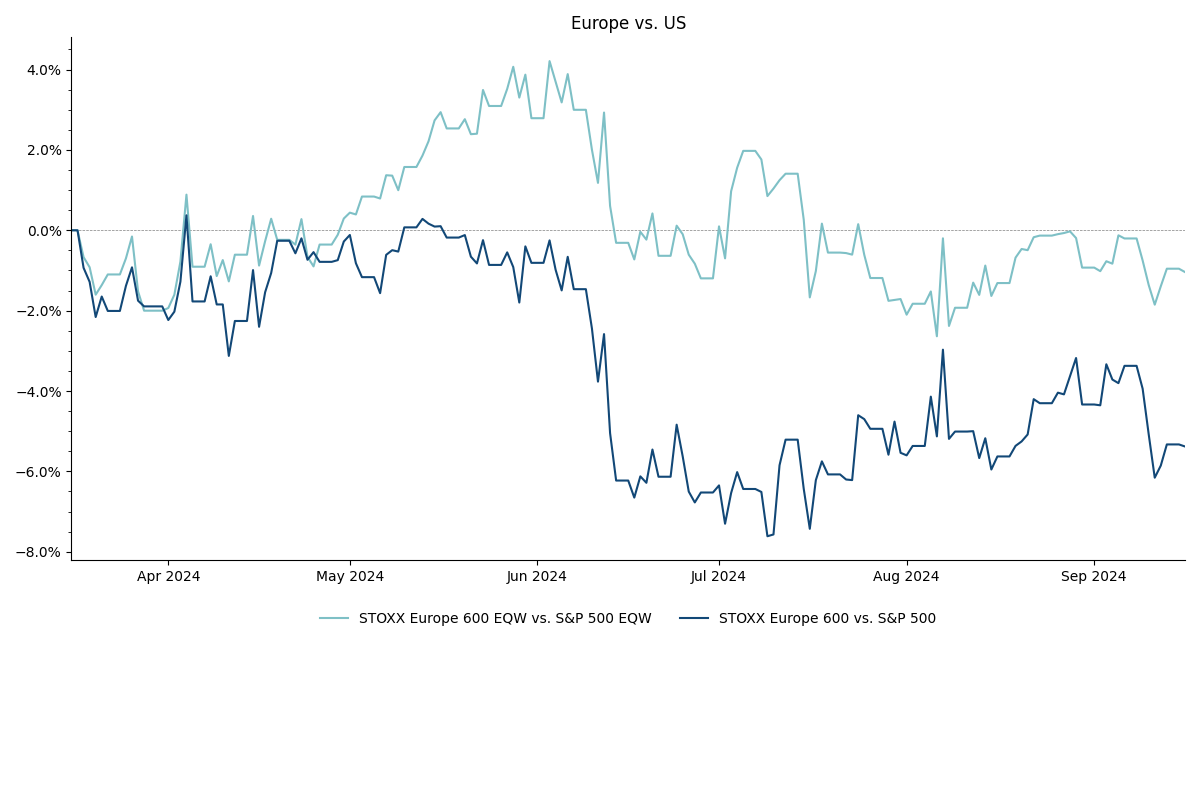 Europe vs. US
4.0%
2.0%
0.0%
−2.0%
−4.0%
−6.0%
−8.0%
Apr 2024 May 2024 Jun 2024 Jul 2024 Aug 2024 Sep 2024
STOXX Europe 600 EQW vs. S&P 500 EQW STOXX Europe 600 vs. S&P 500